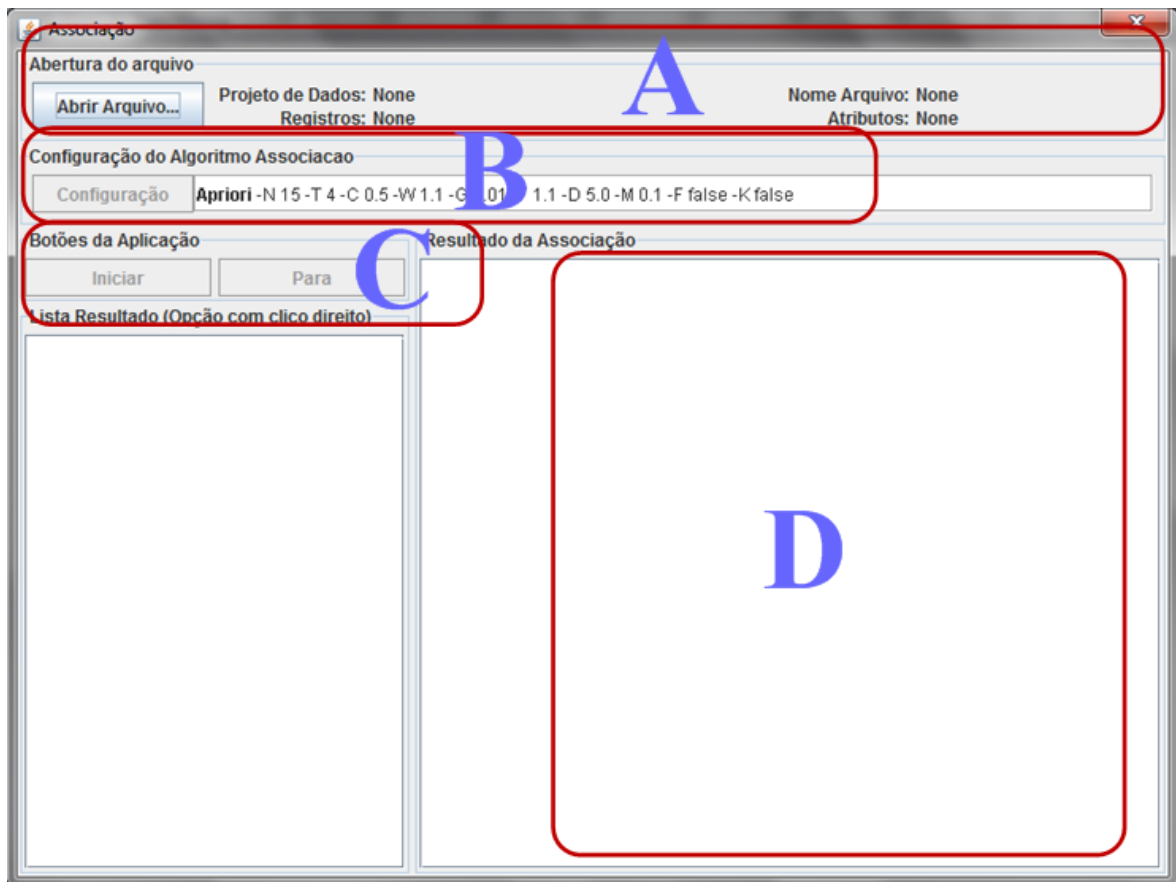 Associação
A
Abertura do arquivo
Abrir Arquivo...
Projeto de Dados: None
Nome Arquivo: None
Registros: None
Atributos: None
B
Configuração do Algoritmo Associacao
Configuração
Apriori -N 15 -T 4 -C 0.5 -W 1.1 1.1 -D 5.0 -M 0.1 -F false -K false
C
Botões da Aplicação
Resultado da Associação
Iniciar
Para
Lista Resultado (Opção com clico direito)
D